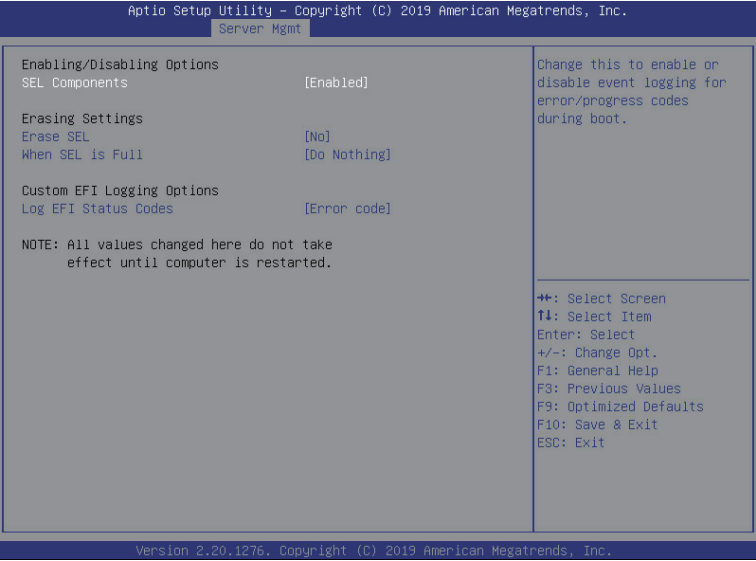 Aptio Setup Utility – Copyright (C) 2019 American Megatrends, Inc.
Server Mgmt
Enabling/Disabling Options
SEL Components [Enabled]
Erasing Settings
Erase SEL [No]
When SEL is Full [Do Nothing]
Custom EFI Logging Options
Log EFI Status Codes [Error code]
NOTE: All values changed here do not take
effect until computer is restarted.
Change this to enable or
disable event logging for
error/progress codes
during boot.
→←: Select Screen
↑↓: Select Item
Enter: Select
+/-: Change Opt.
F1: General Help
F3: Previous Values
F9: Optimized Defaults
F10: Save & Exit
ESC: Exit
Version 2.20.1276. Copyright (C) 2019 American Megatrends, Inc.